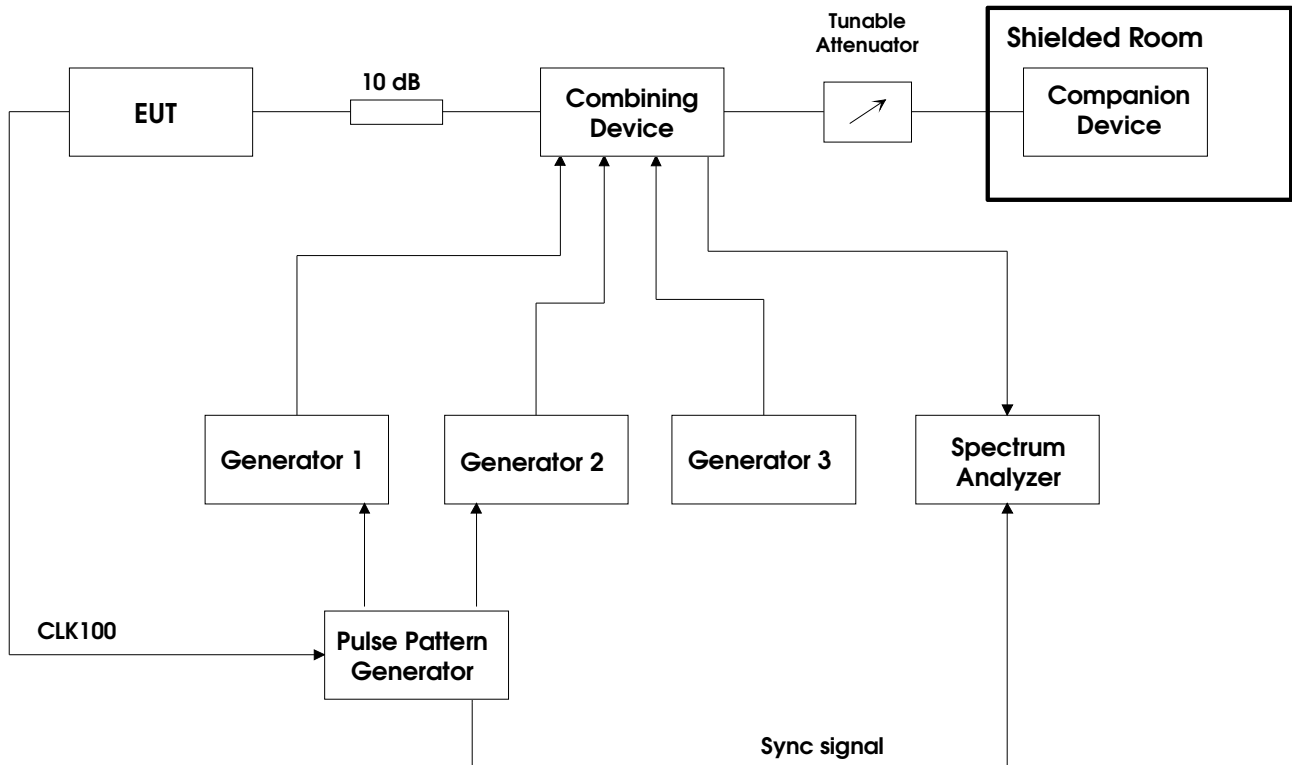 Tunable
Attenuator
Shielded Room
10 dB
EUT
Combining
Device
Companion
Device
Generator 1
Generator 2
Generator 3
Spectrum
Analyzer
CLK100
Pulse Pattern
Generator
Sync signal